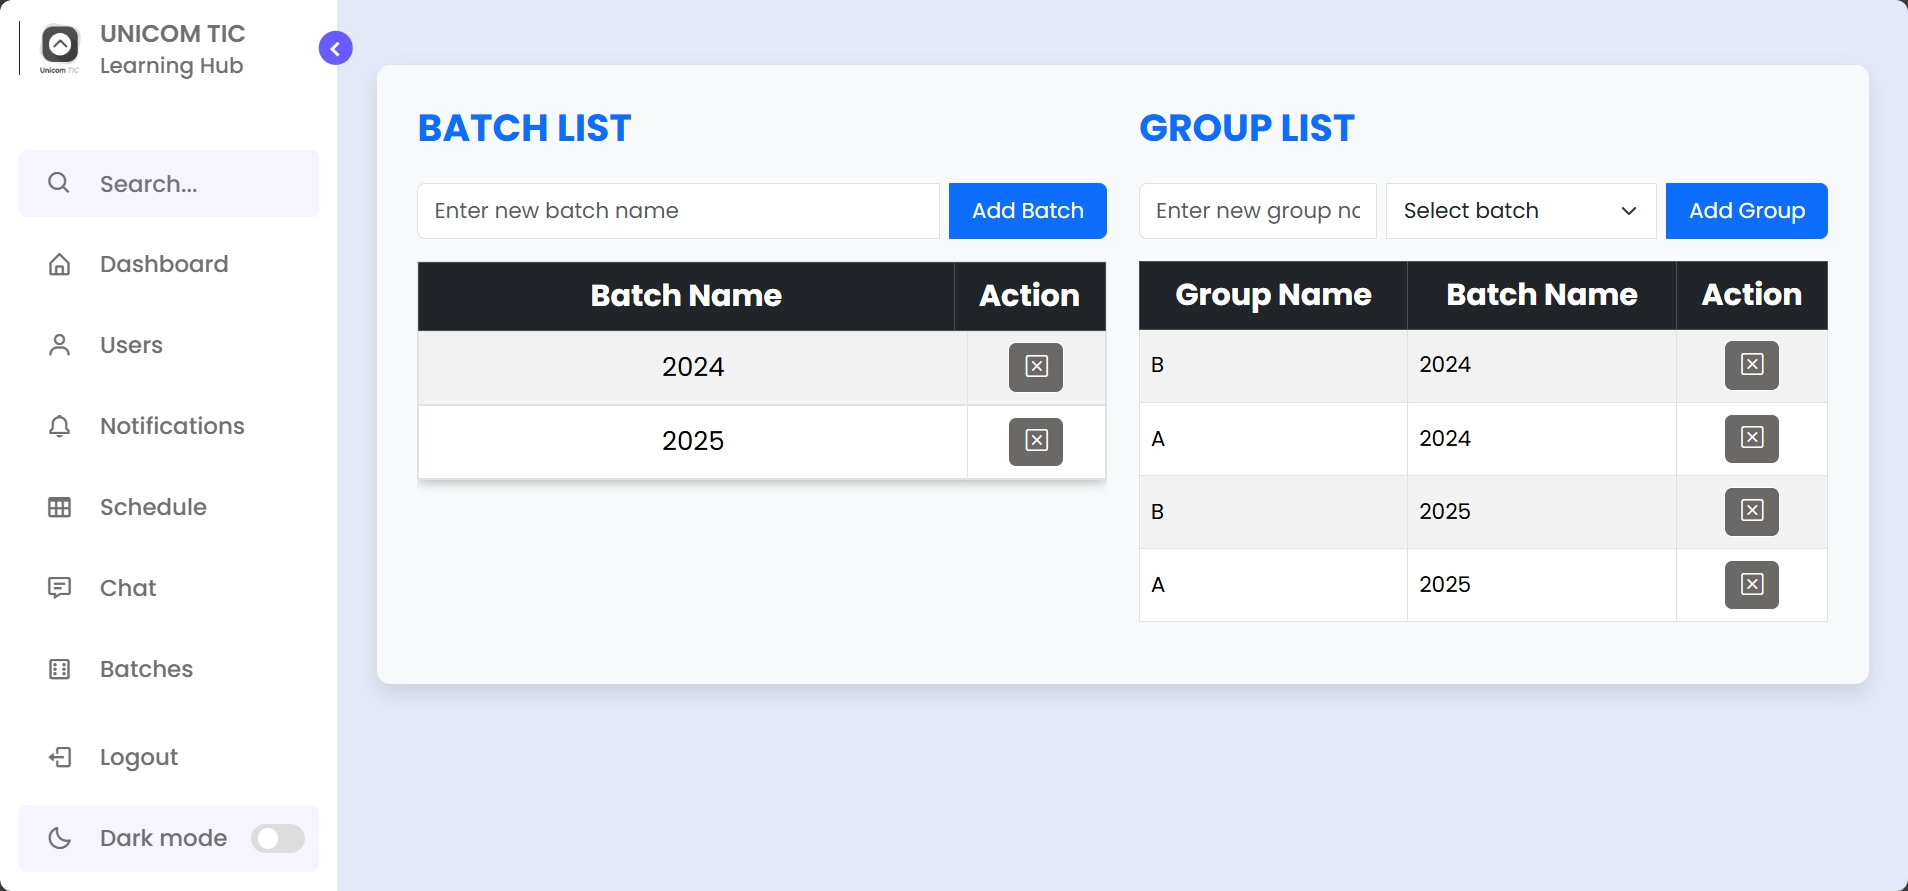 UNICOM TIC
Learning Hub
Unicom TIC
Search...
Dashboard
Users
Notifications
Schedule
Chat
Batches
Logout
Dark mode
BATCH LIST
Enter new batch name
Add Batch
Batch Name Action
2024
2025
GROUP LIST
Enter new group na
Select batch
Add Group
Group Name Batch Name Action
B 2024
A 2024
B 2025
A 2025